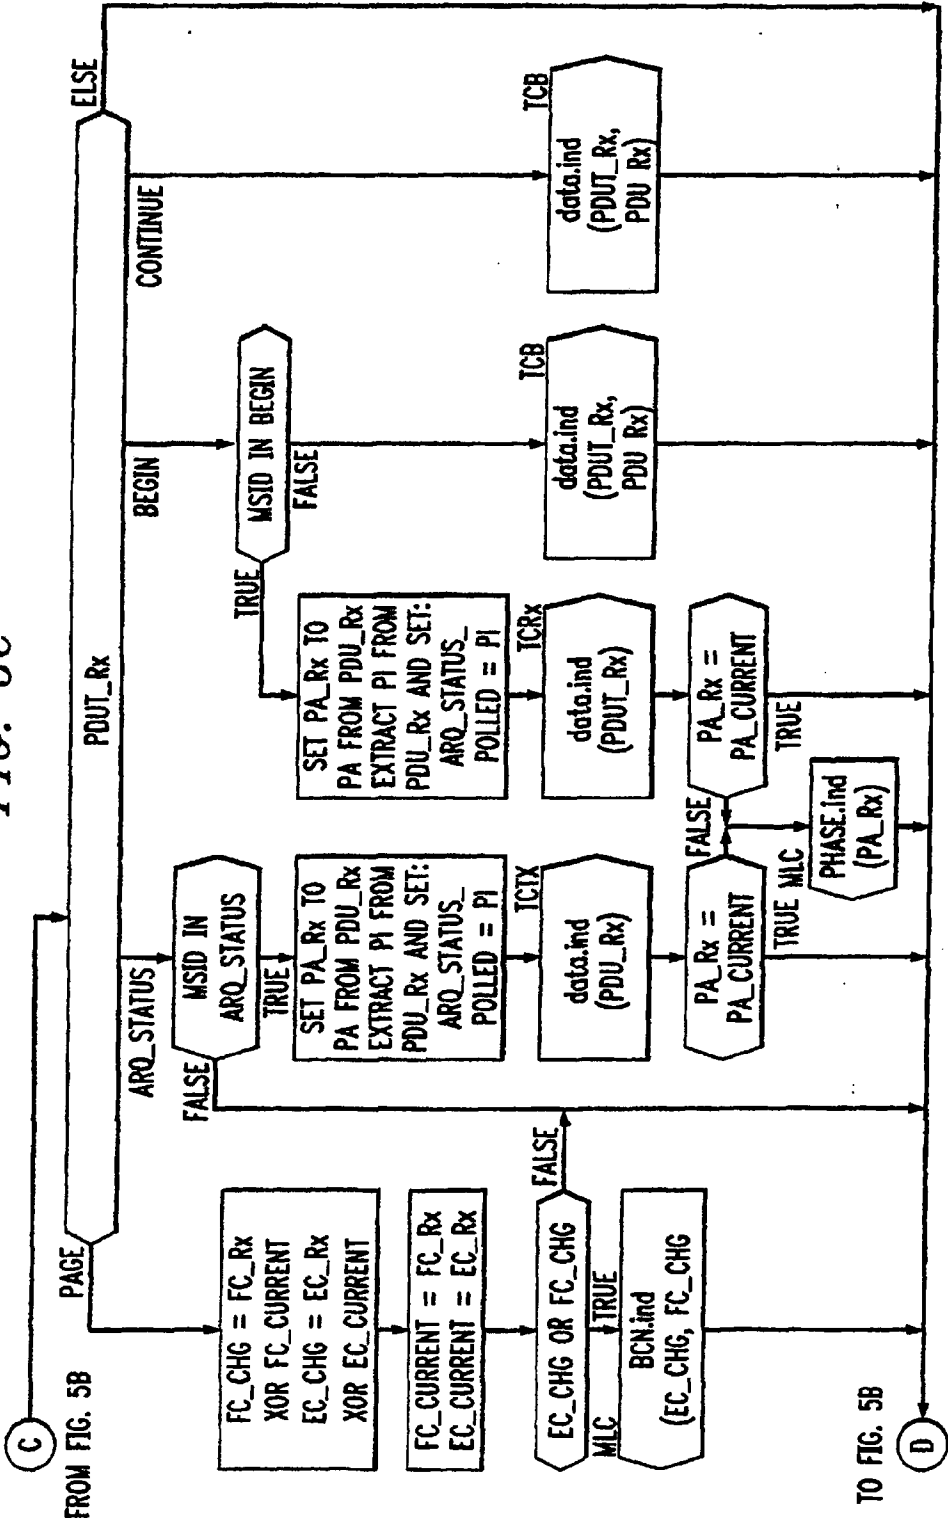 FIG. 5C
C
FROM FIG. 5B
PDUT_Rx
PAGE
ARQ_STATUS
BEGIN
CONTINUE
ELSE
FC_CHG = FC_Rx
XOR FC_CURRENT
EC_CHG = EC_Rx
XOR EC_CURRENT
FC_CURRENT = FC_Rx
EC_CURRENT = EC_Rx
EC_CHG OR FC_CHG
FALSE
MLC
TRUE
BCN.ind
(EC_CHG, FC_CHG
MSID IN
ARQ_STATUS
FALSE
TRUE
SET PA_Rx TO
PA FROM PDU_Rx
EXTRACT PI FROM
PDU_Rx AND SET:
ARQ_STATUS_
POLLED = PI
TCTX
data.ind
(PDU_Rx)
PA_Rx =
PA_CURRENT
FALSE
TRUE
MLC
PHASE.ind
(PA_Rx)
MSID IN BEGIN
TRUE
FALSE
SET PA_Rx TO
PA FROM PDU_Rx
EXTRACT PI FROM
PDU_Rx AND SET:
ARQ_STATUS_
POLLED = PI
TCRx
data.ind
(PDUT_Rx)
PA_Rx =
PA_CURRENT
TRUE
TCB
data.ind
(PDUT_Rx,
PDU Rx)
TCB
data.ind
(PDUT_Rx,
PDU Rx)
TO FIG. 5B
D